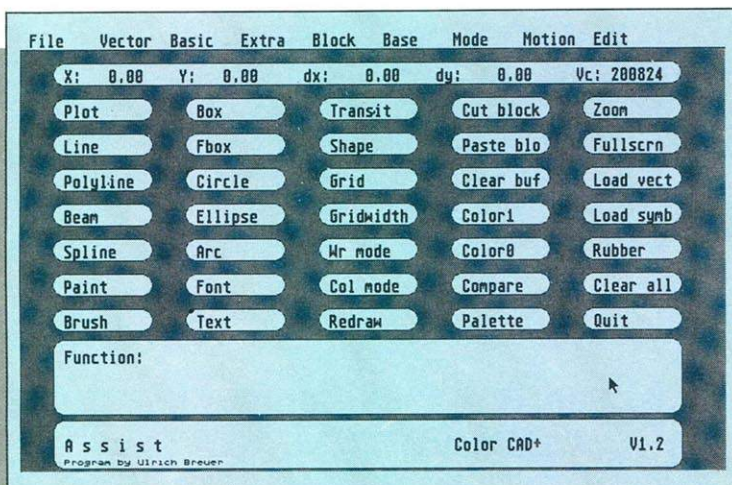 File Vector Basic Extra Block Base Mode Motion Edit
X: 0.00 Y: 0.00 dx: 0.00 dy: 0.00 Vc: 200824
Plot Box Transit Cut block Zoom
Line Fbox Shape Paste blo Fullscrn
Polyline Circle Grid Clear buf Load vect
Beam Ellipse Gridwidth Color1 Load symb
Spline Arc Wr mode Color0 Rubber
Paint Font Col mode Compare Clear all
Brush Text Redraw Palette Quit
Function:
Assist Color CAD+ V1.2
Program by Ulrich Breuer